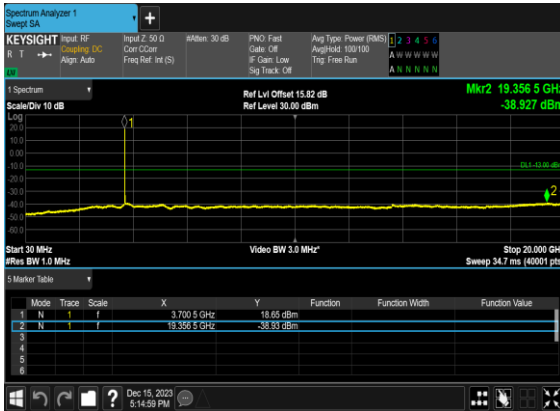 Spectrum Analyzer 1
Swept SA
+
KEYSIGHT Input: RF Input Z: 50 Ω #Atten: 30 dB PNO: Fast Avg Type: Power (RMS) 1 2 3 4 5 6
R T Coupling: DC Corr CCorr Gate: Off Avg|Hold: 100/100 A W W W W W
Align: Auto Freq Ref: Int (S) IF Gain: Low Trig: Free Run
Sig Track: Off A N N N N N
1 Spectrum Ref Lvl Offset 15.82 dB Mkr2 19.356 5 GHz
Scale/Div 10 dB Ref Level 30.00 dBm -38.927 dBm
Log
1
20.0
10.0
0.00
-10.0
DL1 -13.00 dBm
-20.0
-30.0
2
-40.0
-50.0
-60.0
Start 30 MHz Video BW 3.0 MHz* Stop 20.000 GHz
#Res BW 1.0 MHz Sweep 34.7 ms (40001 pts)
5 Marker Table
Mode Trace Scale X Y Function Function Width Function Value
1 N 1 f 3.700 5 GHz 18.65 dBm
2 N 1 f 19.356 5 GHz -38.93 dBm
3
4
5
6
? Dec 15, 2023
5:14:59 PM